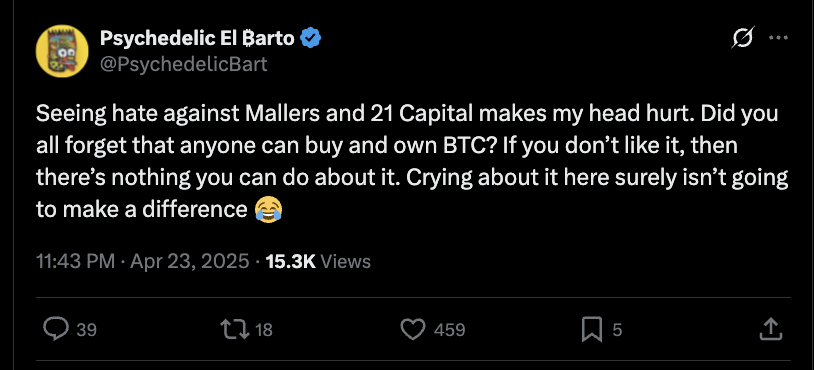 Psychedelic El ₿arto
@PsychedelicBart
Seeing hate against Mallers and 21 Capital makes my head hurt. Did you
all forget that anyone can buy and own BTC? If you don’t like it, then
there’s nothing you can do about it. Crying about it here surely isn’t going
to make a difference 😂
11:43 PM · Apr 23, 2025 · 15.3K Views
39 18 459 5